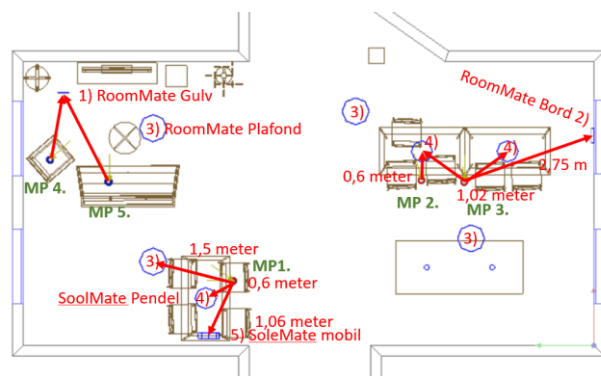 1) RoomMate Gulv
3) RoomMate Plafond
MP 4.
MP 5.
3)
RoomMate Bord 2)
4)
4)
0,6 meter
MP 2.
1,02 meter
MP 3.
3)
1,5 meter
MP1.
3)
0,6 meter
SoolMate Pendel 4)
1,06 meter
5) SoleMate mobil